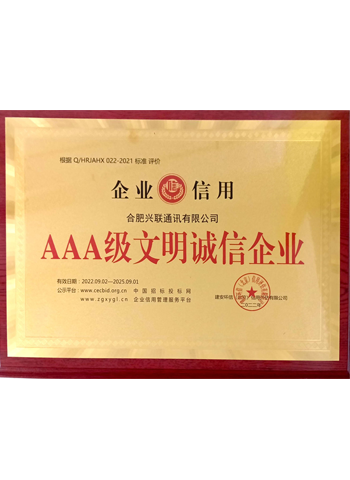 根据 Q/HRJAHX 022-2021 标准 评价
企业 信用
合肥兴联通讯有限公司
AAA级文明诚信企业
有效日期：2022.09.02—2025.09.01
公示平台：www.cecbid.org.cn 中国招标投标网
www.zgxygl.cn 企业信用管理服务平台